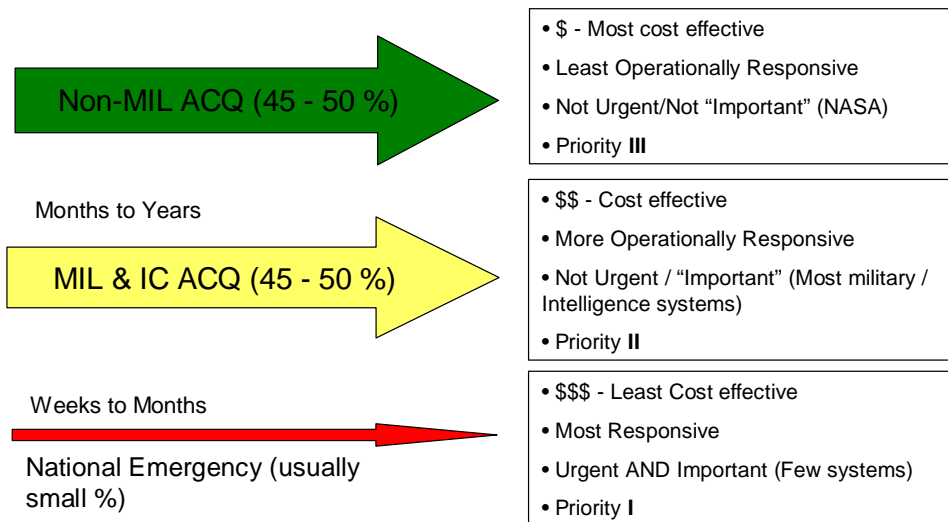 Non-MIL ACQ (45 - 50 %)
• $ - Most cost effective
• Least Operationally Responsive
• Not Urgent/Not “Important” (NASA)
• Priority III
Months to Years
MIL & IC ACQ (45 - 50 %)
• $$ - Cost effective
• More Operationally Responsive
• Not Urgent / “Important” (Most military /
Intelligence systems)
• Priority II
Weeks to Months
National Emergency (usually
small %)
• $$$ - Least Cost effective
• Most Responsive
• Urgent AND Important (Few systems)
• Priority I